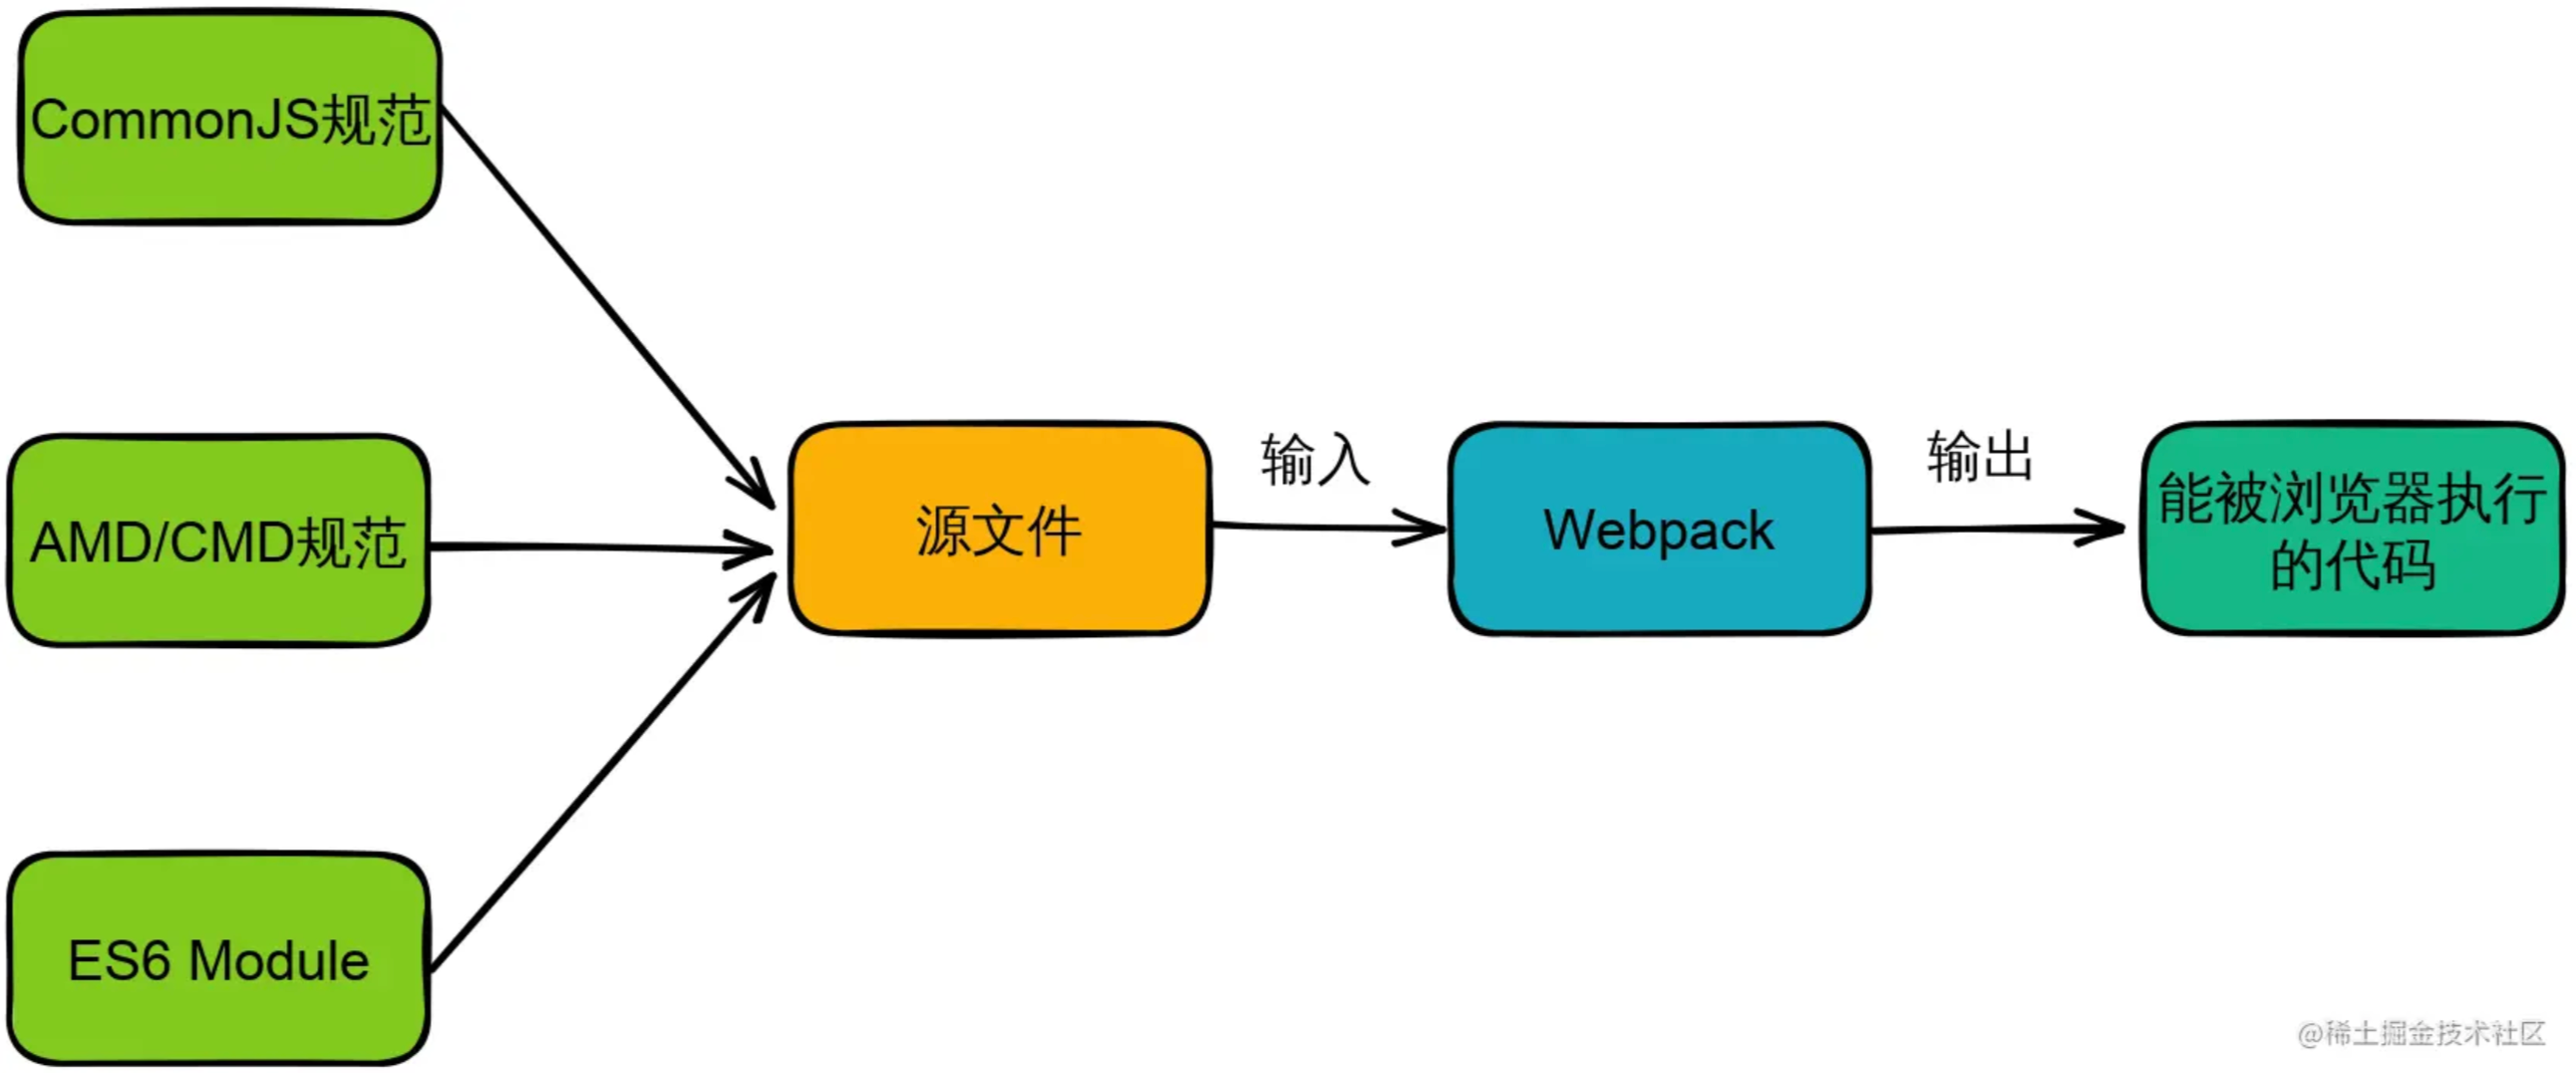 CommonJS规范
AMD/CMD规范
ES6 Module
源文件
输入
Webpack
输出
能被浏览器执行
的代码
@稀土掘金技术社区